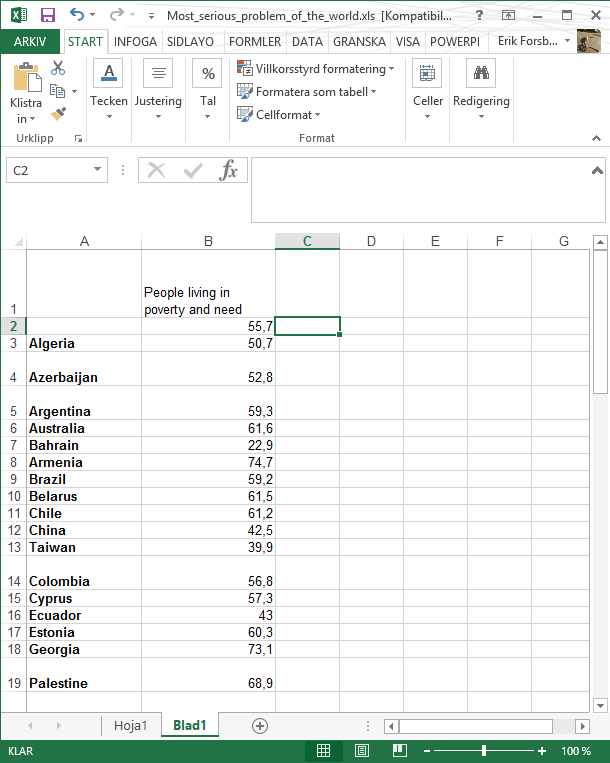 Most_serious_problem_of_the_world.xls [Kompatibil...
ARKIV START INFOGA SIDLAYO FORMLER DATA GRANSKA VISA POWERPI Erik Forsb...
Klistra in
Tecken
Justering
%
Tal
Villkorsstyrd formatering
Formatera som tabell
Cellformat
Celler
Redigering
Urklipp
Format
C2
fx
A B C D E F G
1 People living in
poverty and need
2 55,7
3 Algeria 50,7
4 Azerbaijan 52,8
5 Argentina 59,3
6 Australia 61,6
7 Bahrain 22,9
8 Armenia 74,7
9 Brazil 59,2
10 Belarus 61,5
11 Chile 61,2
12 China 42,5
13 Taiwan 39,9
14 Colombia 56,8
15 Cyprus 57,3
16 Ecuador 43
17 Estonia 60,3
18 Georgia 73,1
19 Palestine 68,9
Hoja1 Blad1
KLAR 100 %